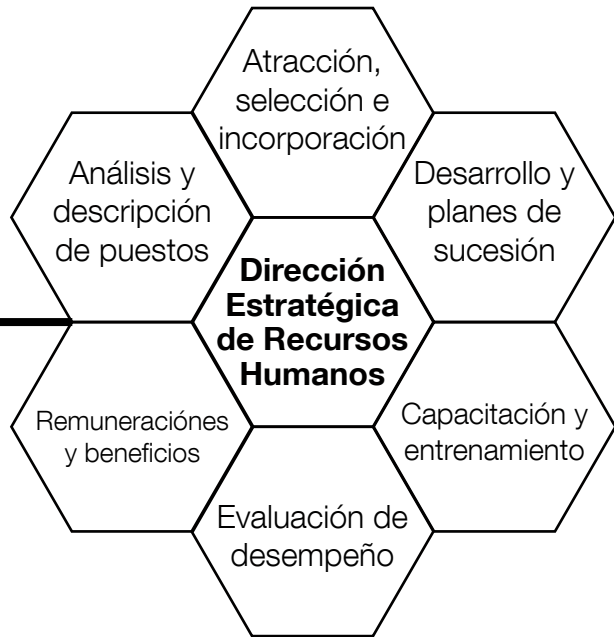 Atracción,
selección e
incorporación
Análisis y
descripción
de puestos
Desarrollo y
planes de
sucesión
Dirección
Estratégica
de Recursos
Humanos
Remuneraciónes
y beneficios
Capacitación y
entrenamiento
Evaluación de
desempeño